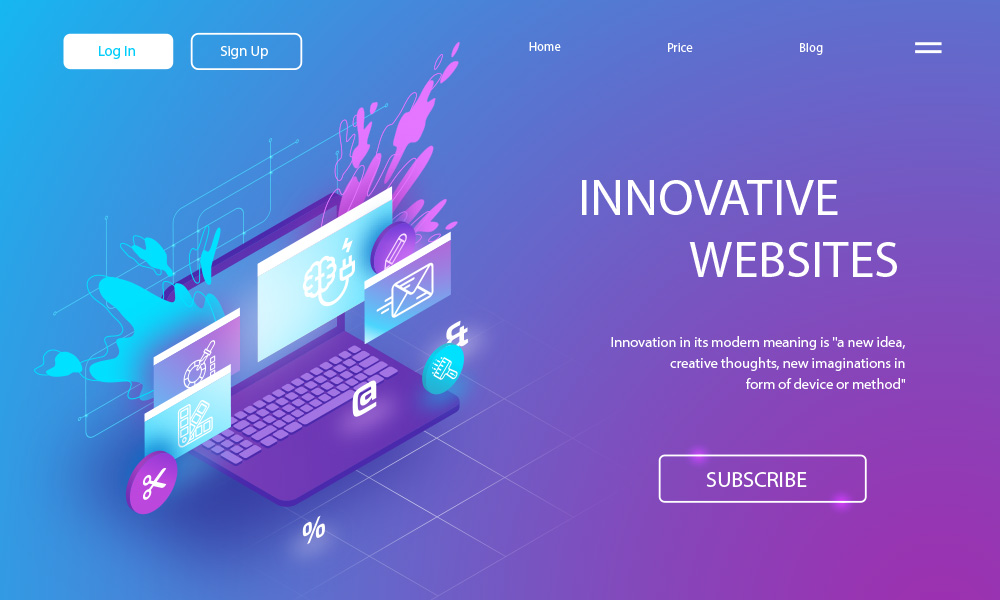 Log In
Sign Up
Home
Price
Blog
INNOVATIVE
WEBSITES
Innovation in its modern meaning is "a new idea,
creative thoughts, new imaginations in
form of device or method"
SUBSCRIBE
&
@
%